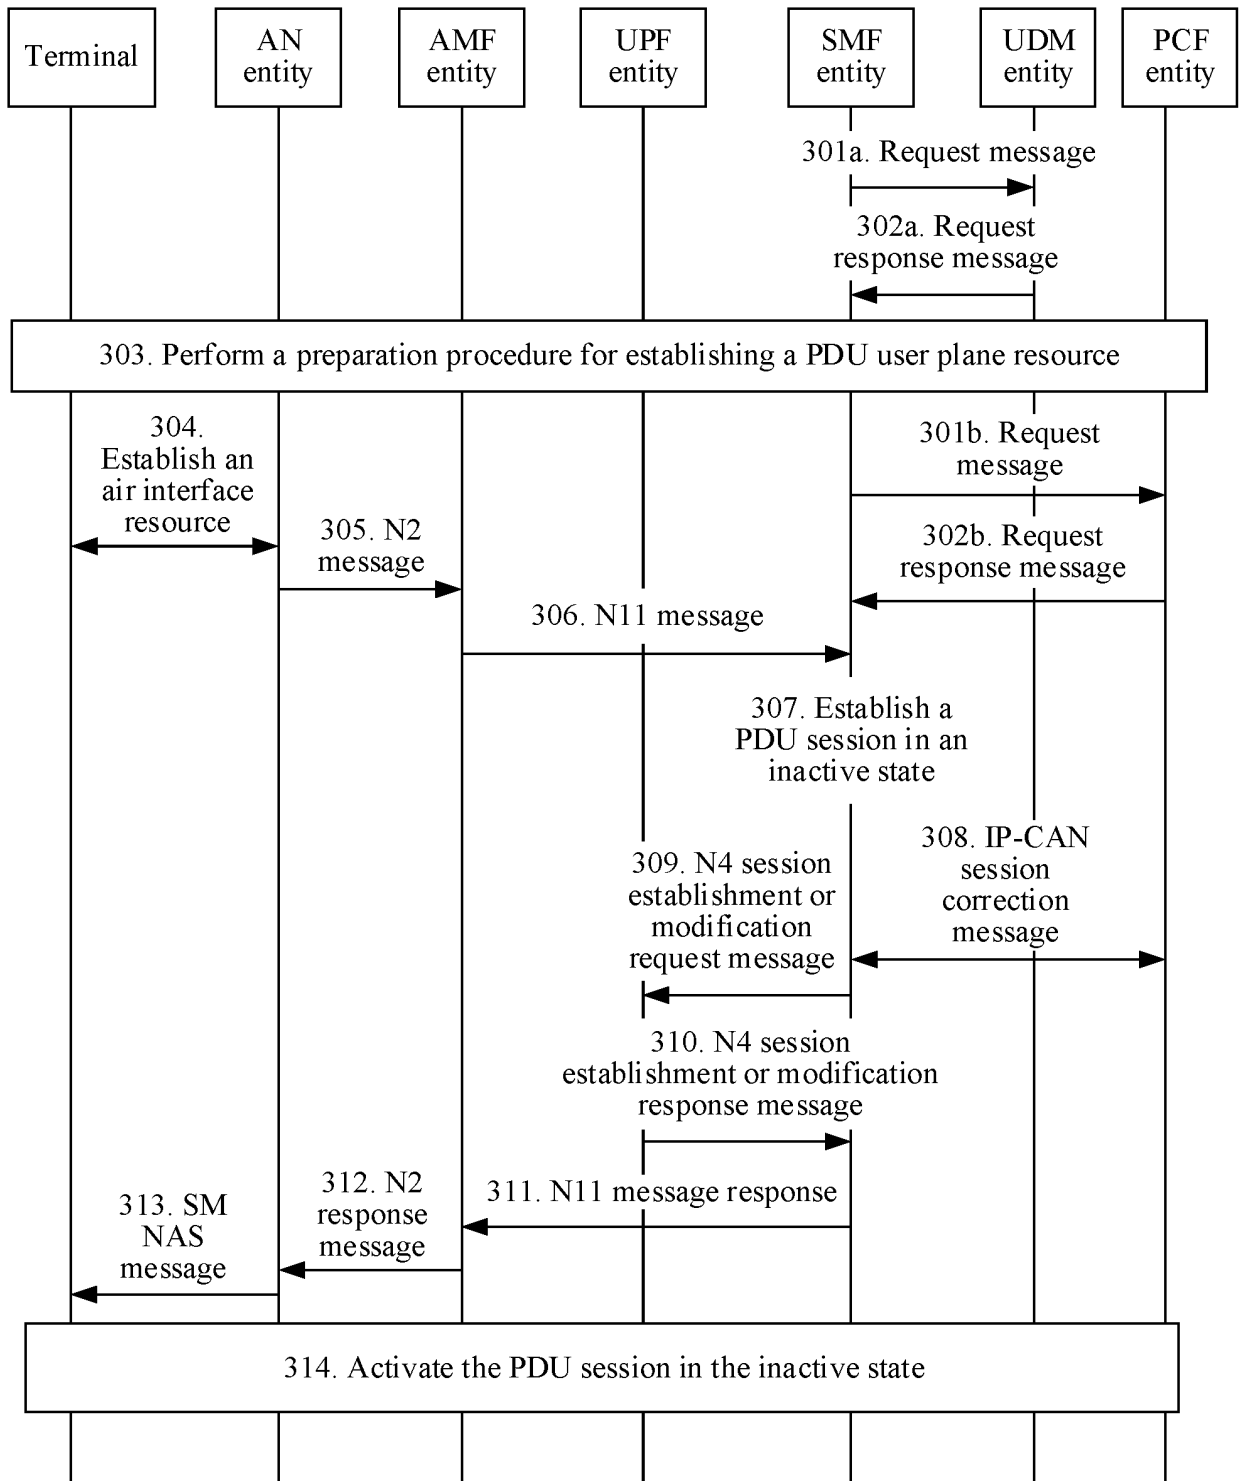 Terminal
AN
entity
AMF
entity
UPF
entity
SMF
entity
UDM
entity
PCF
entity
301a. Request message
302a. Request
response message
303. Perform a preparation procedure for establishing a PDU user plane resource
304.
Establish an
air interface
resource
301b. Request
message
305. N2
message
302b. Request
response message
306. N11 message
307. Establish a
PDU session in an
inactive state
308. IP-CAN
session
correction
message
309. N4 session
establishment or
modification
request message
310. N4 session
establishment or modification
response message
311. N11 message response
312. N2
response
message
313. SM
NAS
message
314. Activate the PDU session in the inactive state